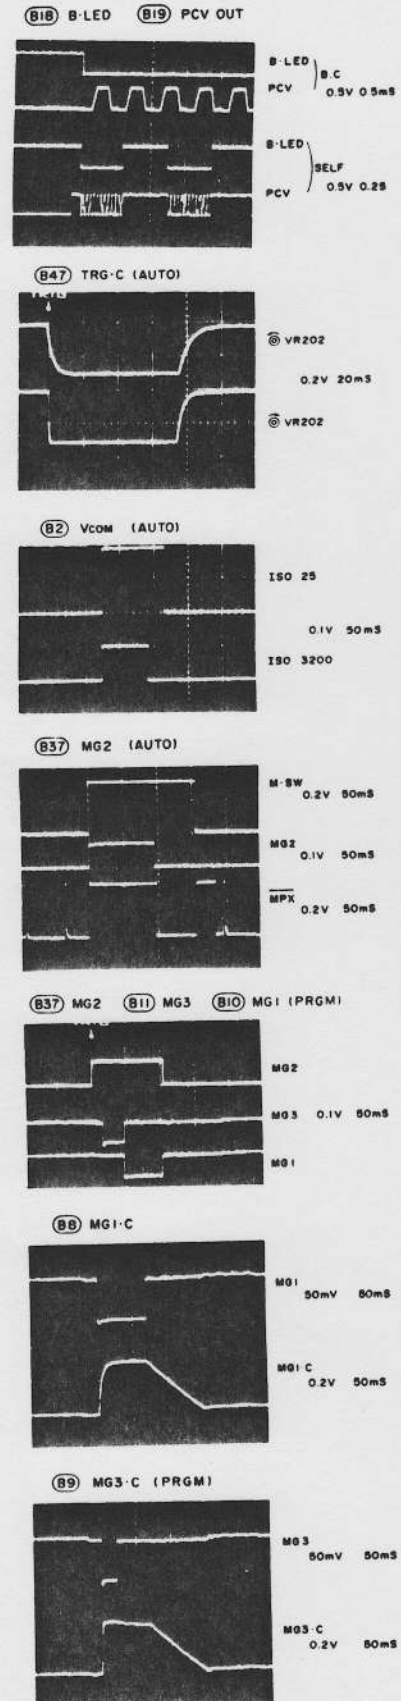 B18 B·LED B19 PCV OUT
B·LED
B.C
PCV
0.5V 0.5mS
B·LED
SELF
PCV
0.5V 0.2S
B47 TRG·C (AUTO)
VR202
0.2V 20mS
VR202
B2 VCOM (AUTO)
ISO 25
0.1V 50mS
ISO 3200
B37 MG2 (AUTO)
M·SW
0.2V 50mS
MG2
0.1V 50mS
MPX
0.2V 50mS
B37 MG2 B11 MG3 B10 MG1 (PRGM)
MG2
MG3 0.1V 50mS
MG1
B8 MG1·C
MG1
50mV 50mS
MG1·C
0.2V 50mS
B9 MG3·C (PRGM)
MG3
50mV 50mS
MG3·C
0.2V 50mS